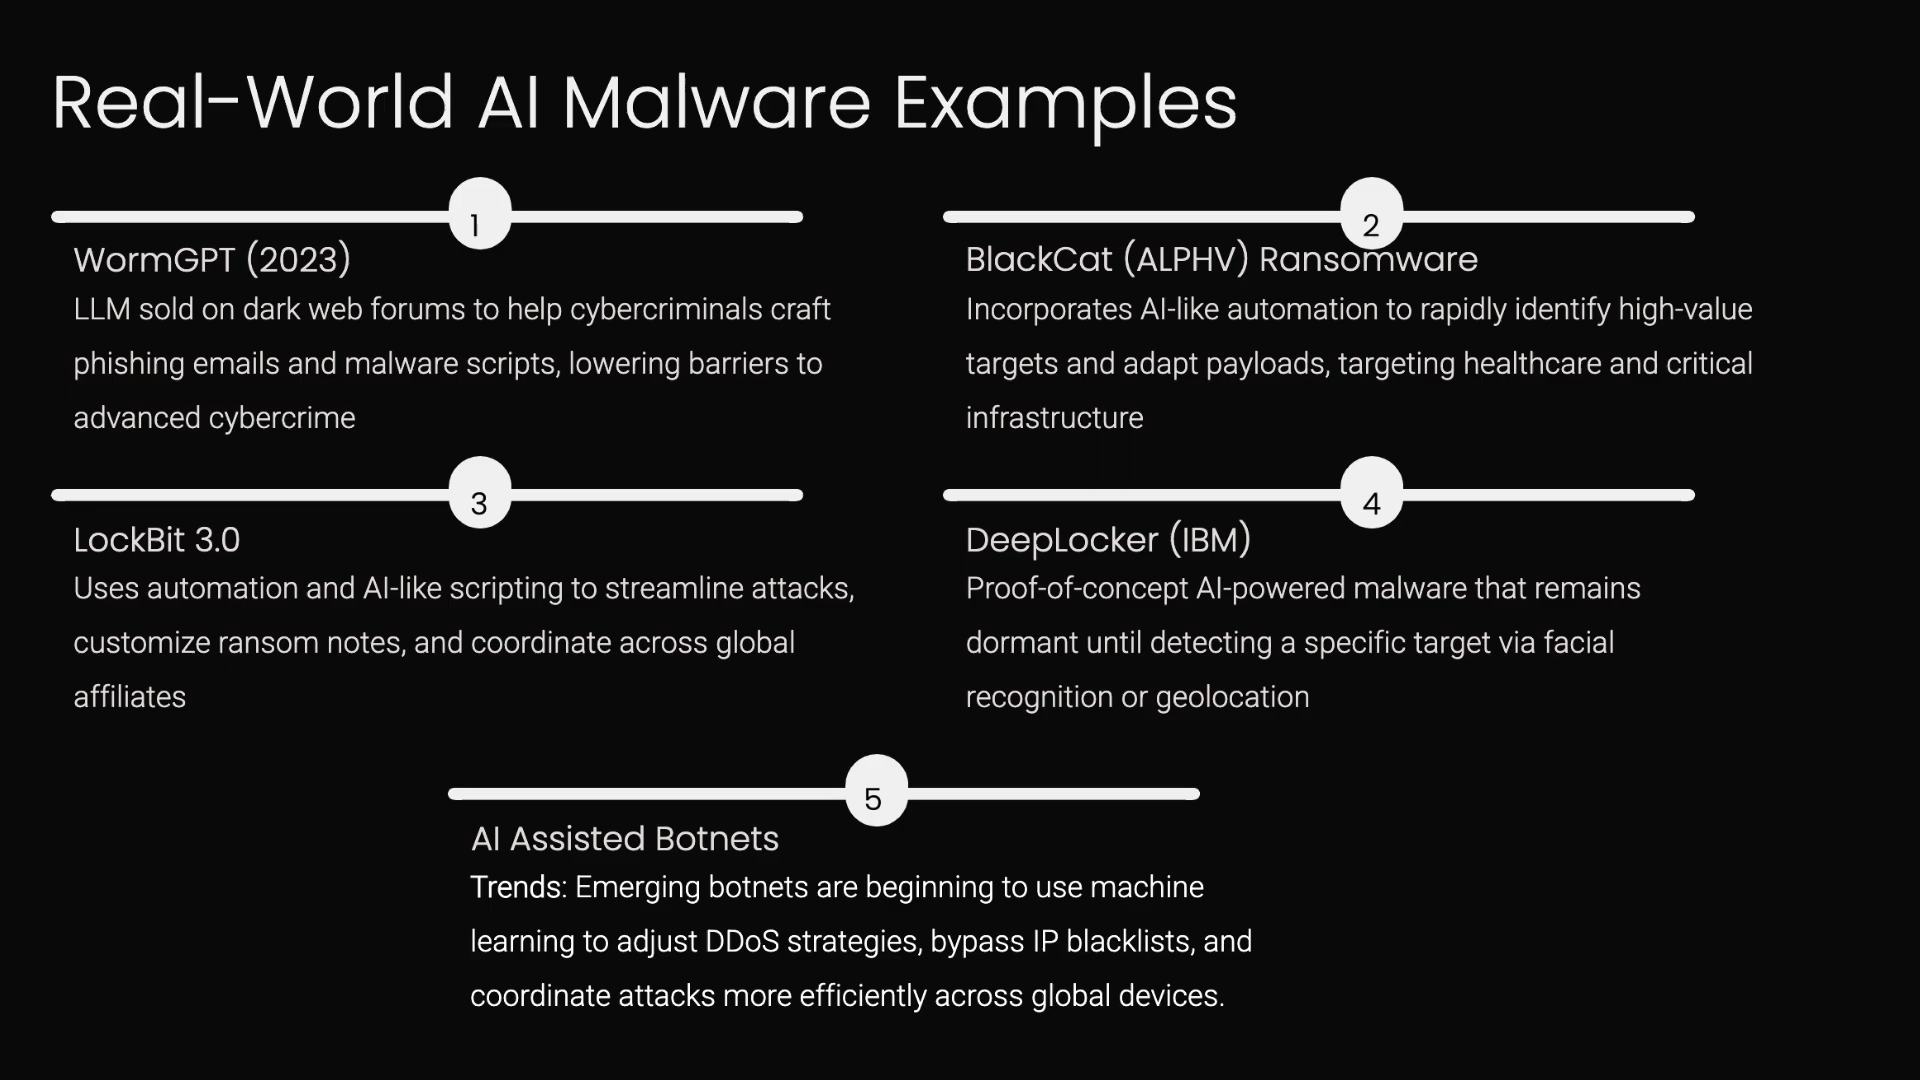 Real-World AI Malware Examples
1
WormGPT (2023)
LLM sold on dark web forums to help cybercriminals craft
phishing emails and malware scripts, lowering barriers to
advanced cybercrime
2
BlackCat (ALPHV) Ransomware
Incorporates AI-like automation to rapidly identify high-value
targets and adapt payloads, targeting healthcare and critical
infrastructure
3
LockBit 3.0
Uses automation and AI-like scripting to streamline attacks,
customize ransom notes, and coordinate across global
affiliates
4
DeepLocker (IBM)
Proof-of-concept AI-powered malware that remains
dormant until detecting a specific target via facial
recognition or geolocation
5
AI Assisted Botnets
Trends: Emerging botnets are beginning to use machine
learning to adjust DDoS strategies, bypass IP blacklists, and
coordinate attacks more efficiently across global devices.